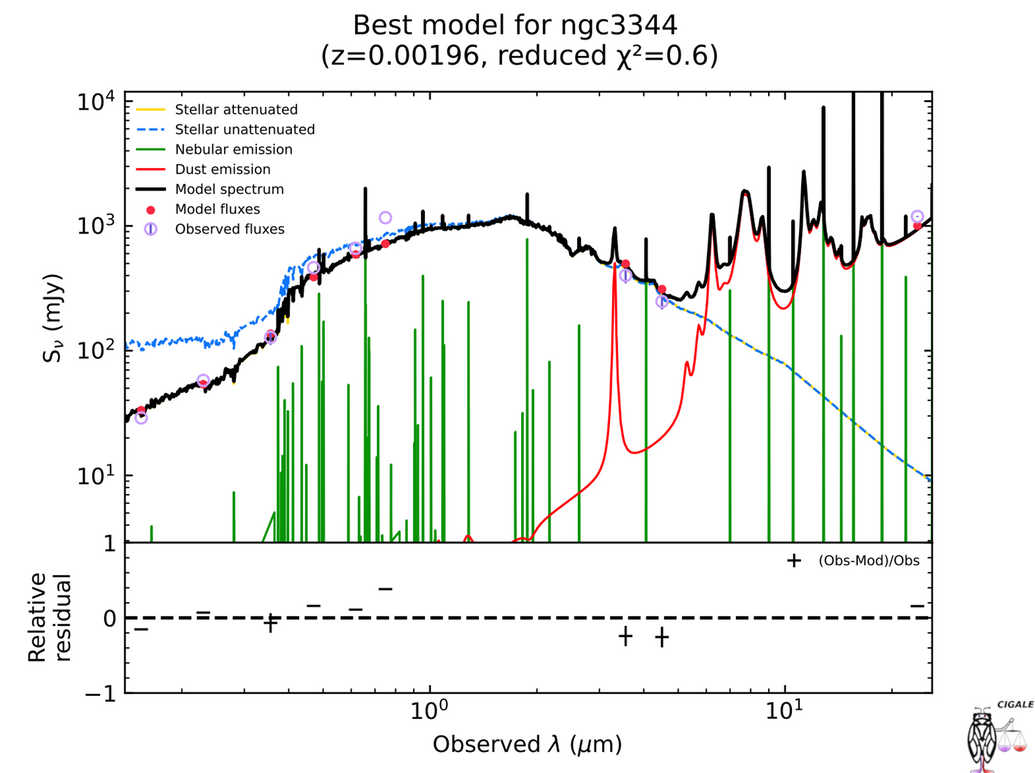 Best model for ngc3344
(z=0.00196, reduced χ²=0.6)
Stellar attenuated
Stellar unattenuated
Nebular emission
Dust emission
Model spectrum
Model fluxes
Observed fluxes
10⁴
10³
10²
10¹
1
S_ν (mJy)
(Obs-Mod)/Obs
1
0
−1
Relative
residual
10⁰
10¹
Observed λ (μm)
CIGALE